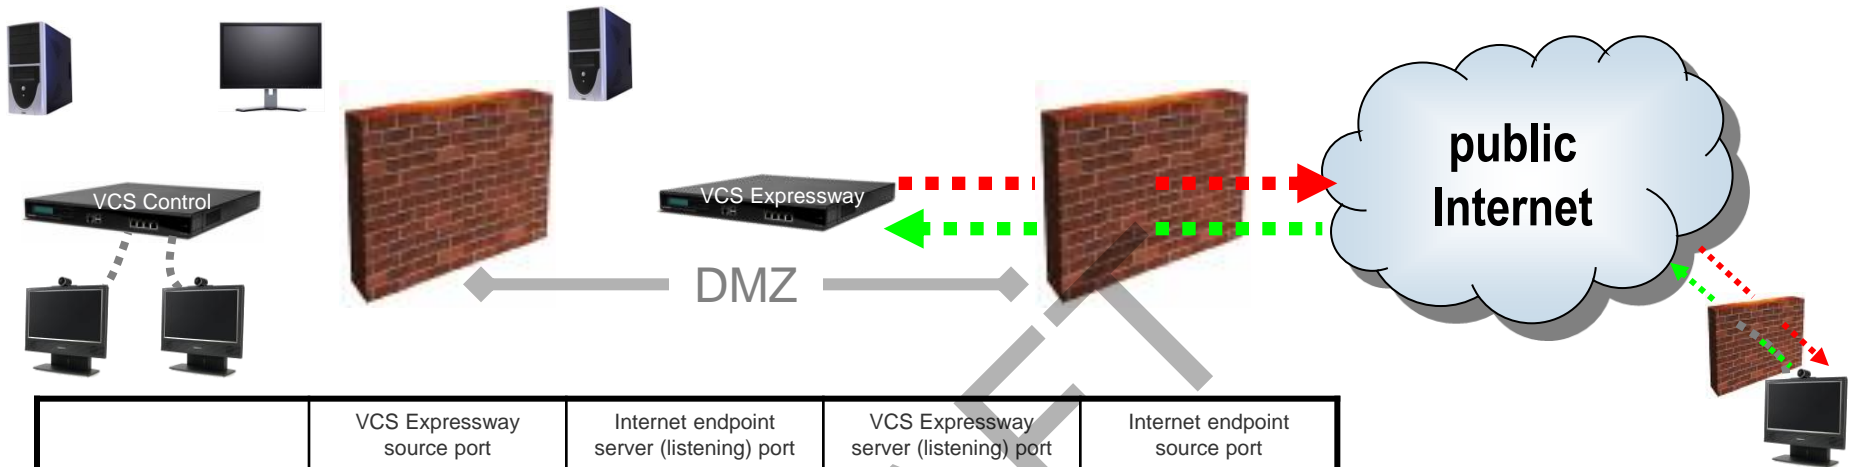 public
Internet
VCS Control
VCS Expressway
DMZ
VCS Expressway
source port
Internet endpoint
server (listening) port
VCS Expressway
server (listening) port
Internet endpoint
source port